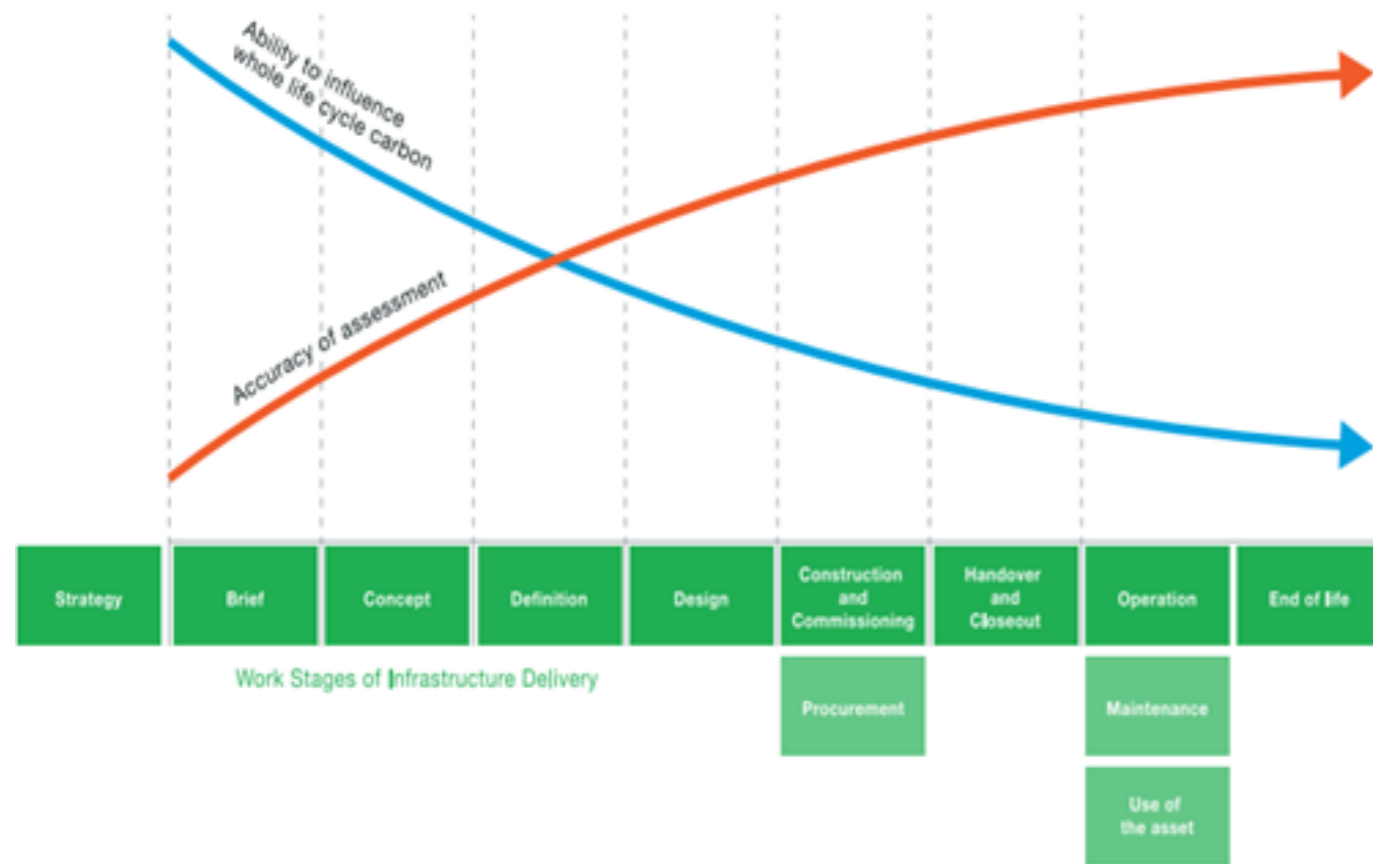 Ability to influence
whole life cycle carbon
Accuracy of assessment
Strategy
Brief
Concept
Definition
Design
Construction
and
Commissioning
Handover
and
Closeout
Operation
End of life
Work Stages of Infrastructure Delivery
Procurement
Maintenance
Use of
the asset